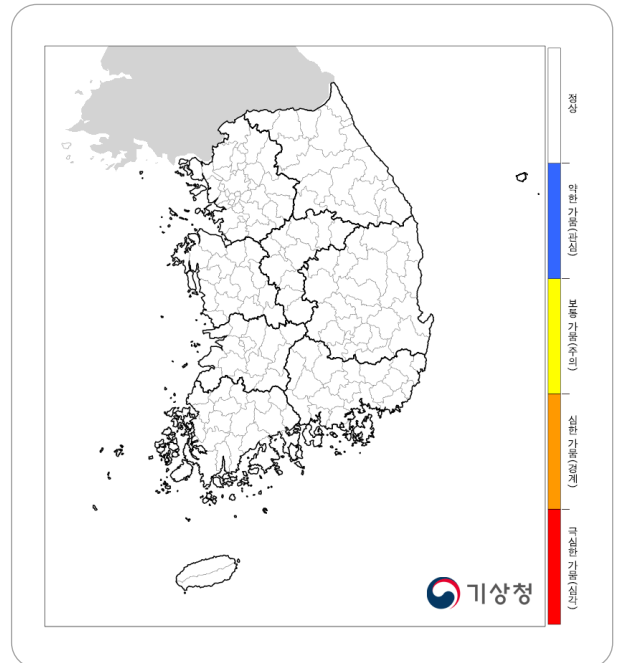 정상
약한 가뭄(관심)
보통 가뭄(주의)
심한 가뭄(경계)
극심한 가뭄(심각)
기상청